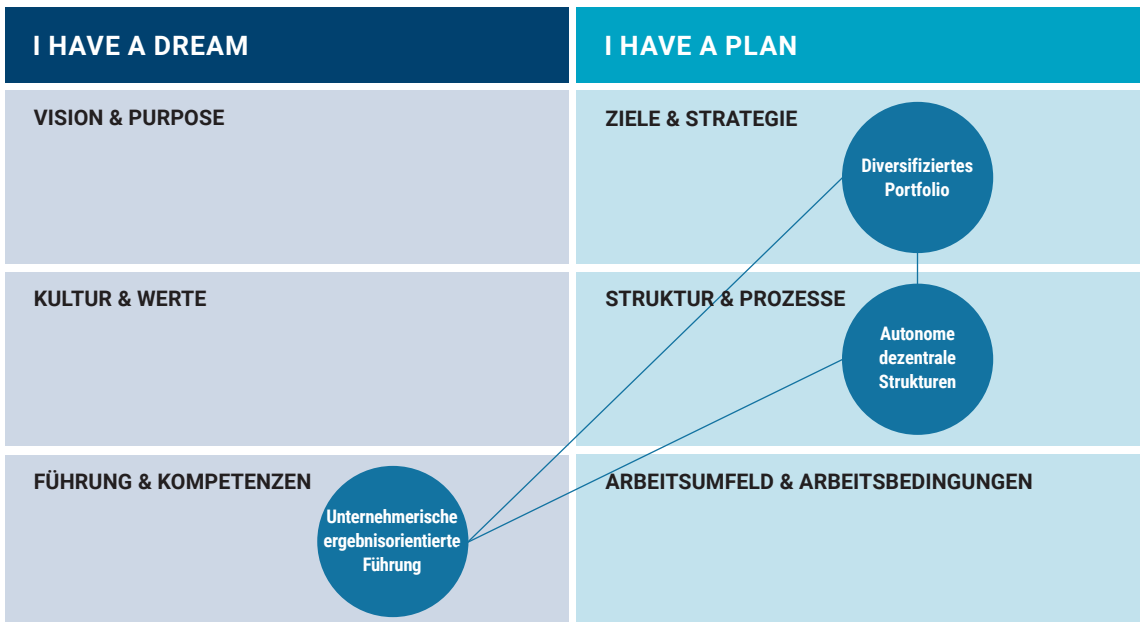 I HAVE A DREAM
I HAVE A PLAN
VISION & PURPOSE
ZIELE & STRATEGIE
Diversifiziertes
Portfolio
KULTUR & WERTE
STRUKTUR & PROZESSE
Autonome
dezentrale
Strukturen
FÜHRUNG & KOMPETENZEN
Unternehmerische
ergebnisorientierte
Führung
ARBEITSUMFELD & ARBEITSBEDINGUNGEN